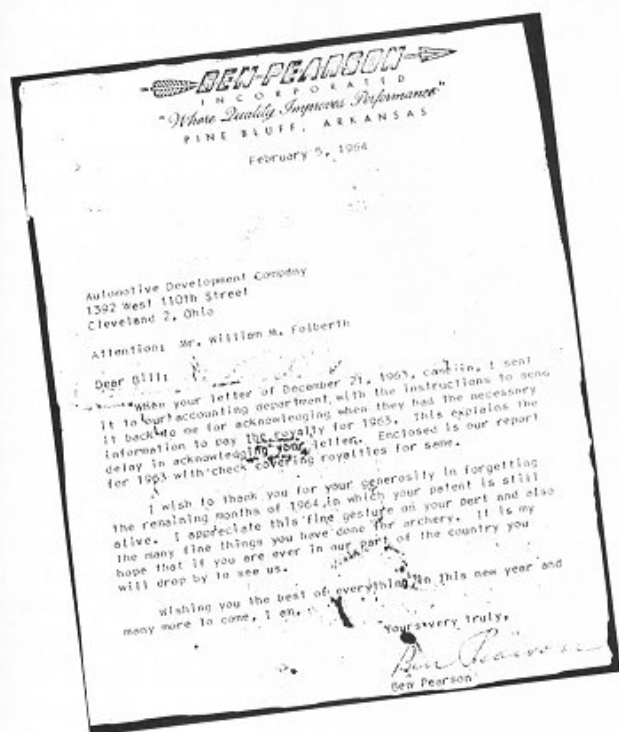 BEN-PEARSON
INCORPORATED
"Where Quality Improves Performance"
PINE BLUFF, ARKANSAS
February 5, 1964
Automotive Development Company
1392 West 110th Street
Cleveland 2, Ohio
Attention: Mr. William M. Folberth
Dear Bill:
When your letter of December 21, 1963, came in, I sent
it to our accounting department with the instructions to send
it back to me for acknowledging when they had the necessary
information to pay the royalty for 1963. This explains the
delay in acknowledging your letter. Enclosed is our report
for 1963 with check covering royalties for same.
I wish to thank you for your generosity in forgetting
the remaining months of 1964 in which your patent is still
alive. I appreciate this fine gesture on your part and also
the many fine things you have done for archery. It is my
hope that if you are ever in our part of the country you
will drop by to see us.
Wishing you the best of everything in this new year and
many more to come, I am,
Yours very truly,
Ben Pearson
Ben Pearson